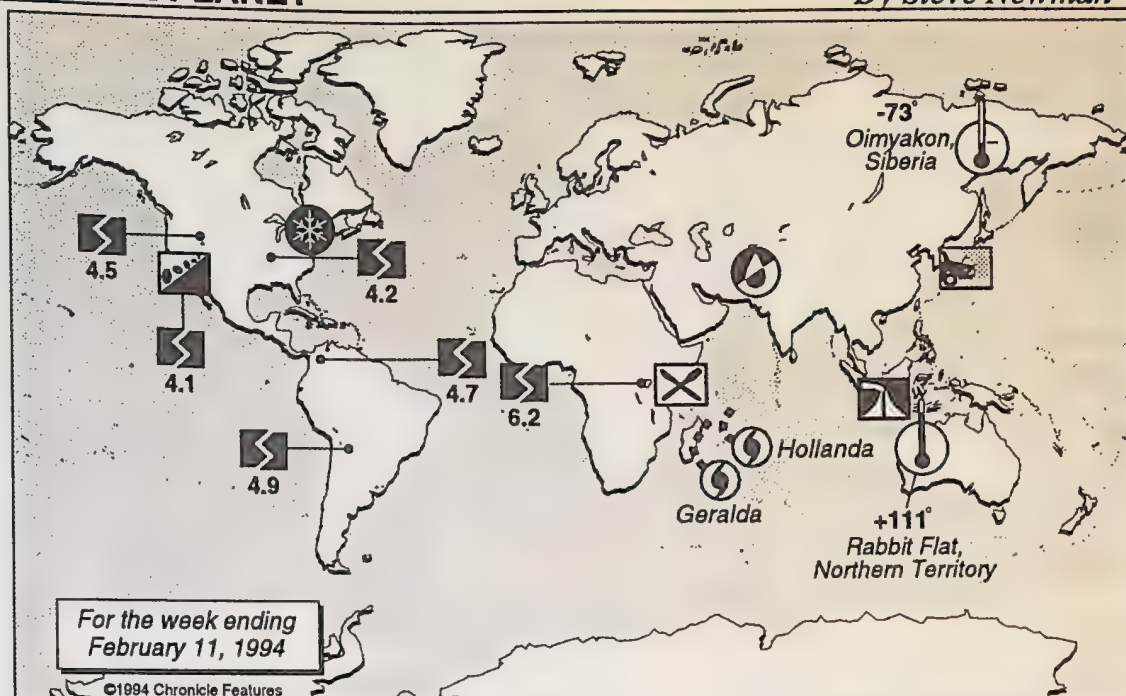 PLANET
By Steve Newman
-73°
Oimyakon,
Siberia
4.5
4.2
4.1
4.7
6.2
4.9
Hollanda
Geralda
+111°
Rabbit Flat,
Northern Territory
For the week ending
February 11, 1994
©1994 Chronicle Features